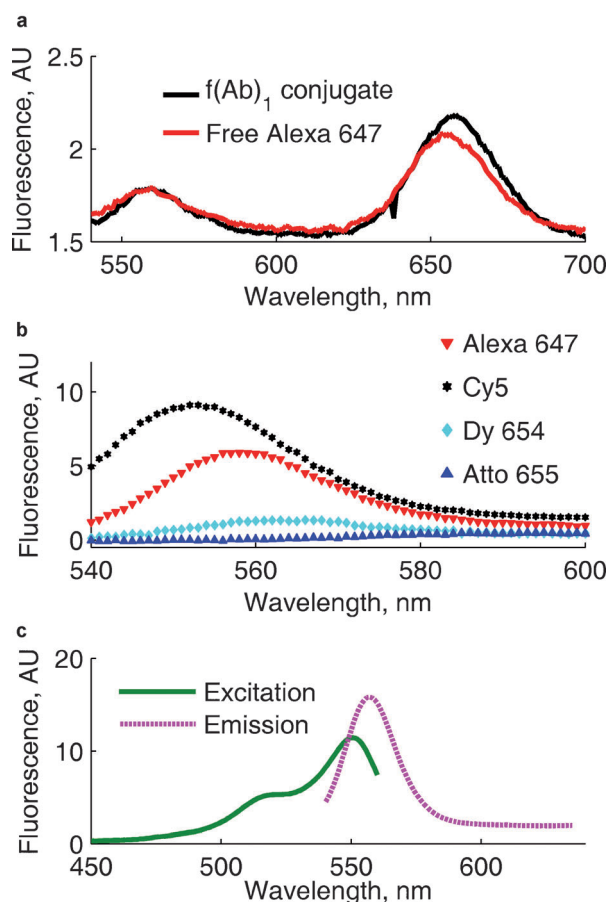 a
Fluorescence, AU
2.5
2
1.5
f(Ab)1 conjugate
Free Alexa 647
550 600 650 700
Wavelength, nm
b
Fluorescence, AU
10
5
0
Alexa 647
Cy5
Dy 654
Atto 655
540 560 580 600
Wavelength, nm
c
Fluorescence, AU
20
10
0
Excitation
Emission
450 500 550 600
Wavelength, nm